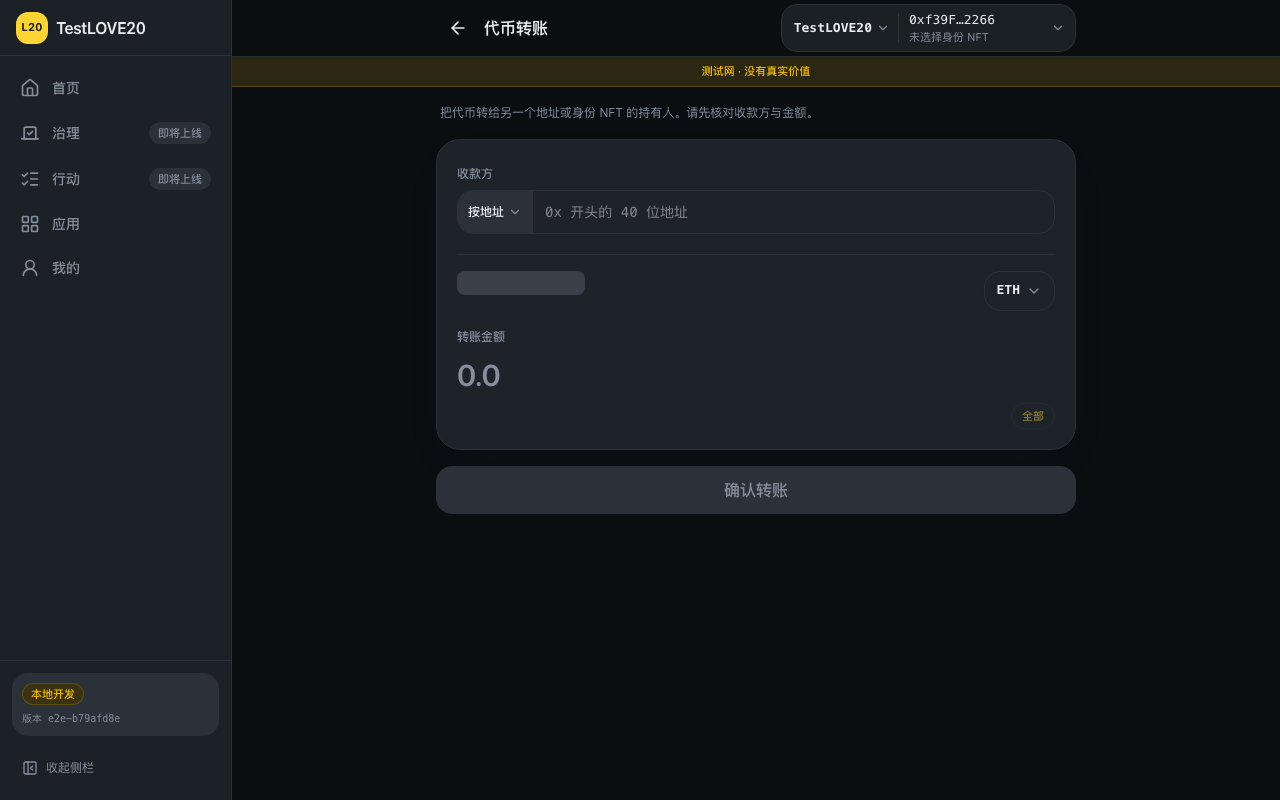 L20 TestLOVE20
首页
治理 即将上线
行动 即将上线
应用
我的
本地开发
版本 e2e-b79afd8e
收起侧栏
代币转账
TestLOVE20
0xf39F…2266
未选择身份 NFT
测试网 · 没有真实价值
把代币转给另一个地址或身份 NFT 的持有人。请先核对收款方与金额。
收款方
按地址 0x 开头的 40 位地址
ETH
转账金额
0.0
全部
确认转账